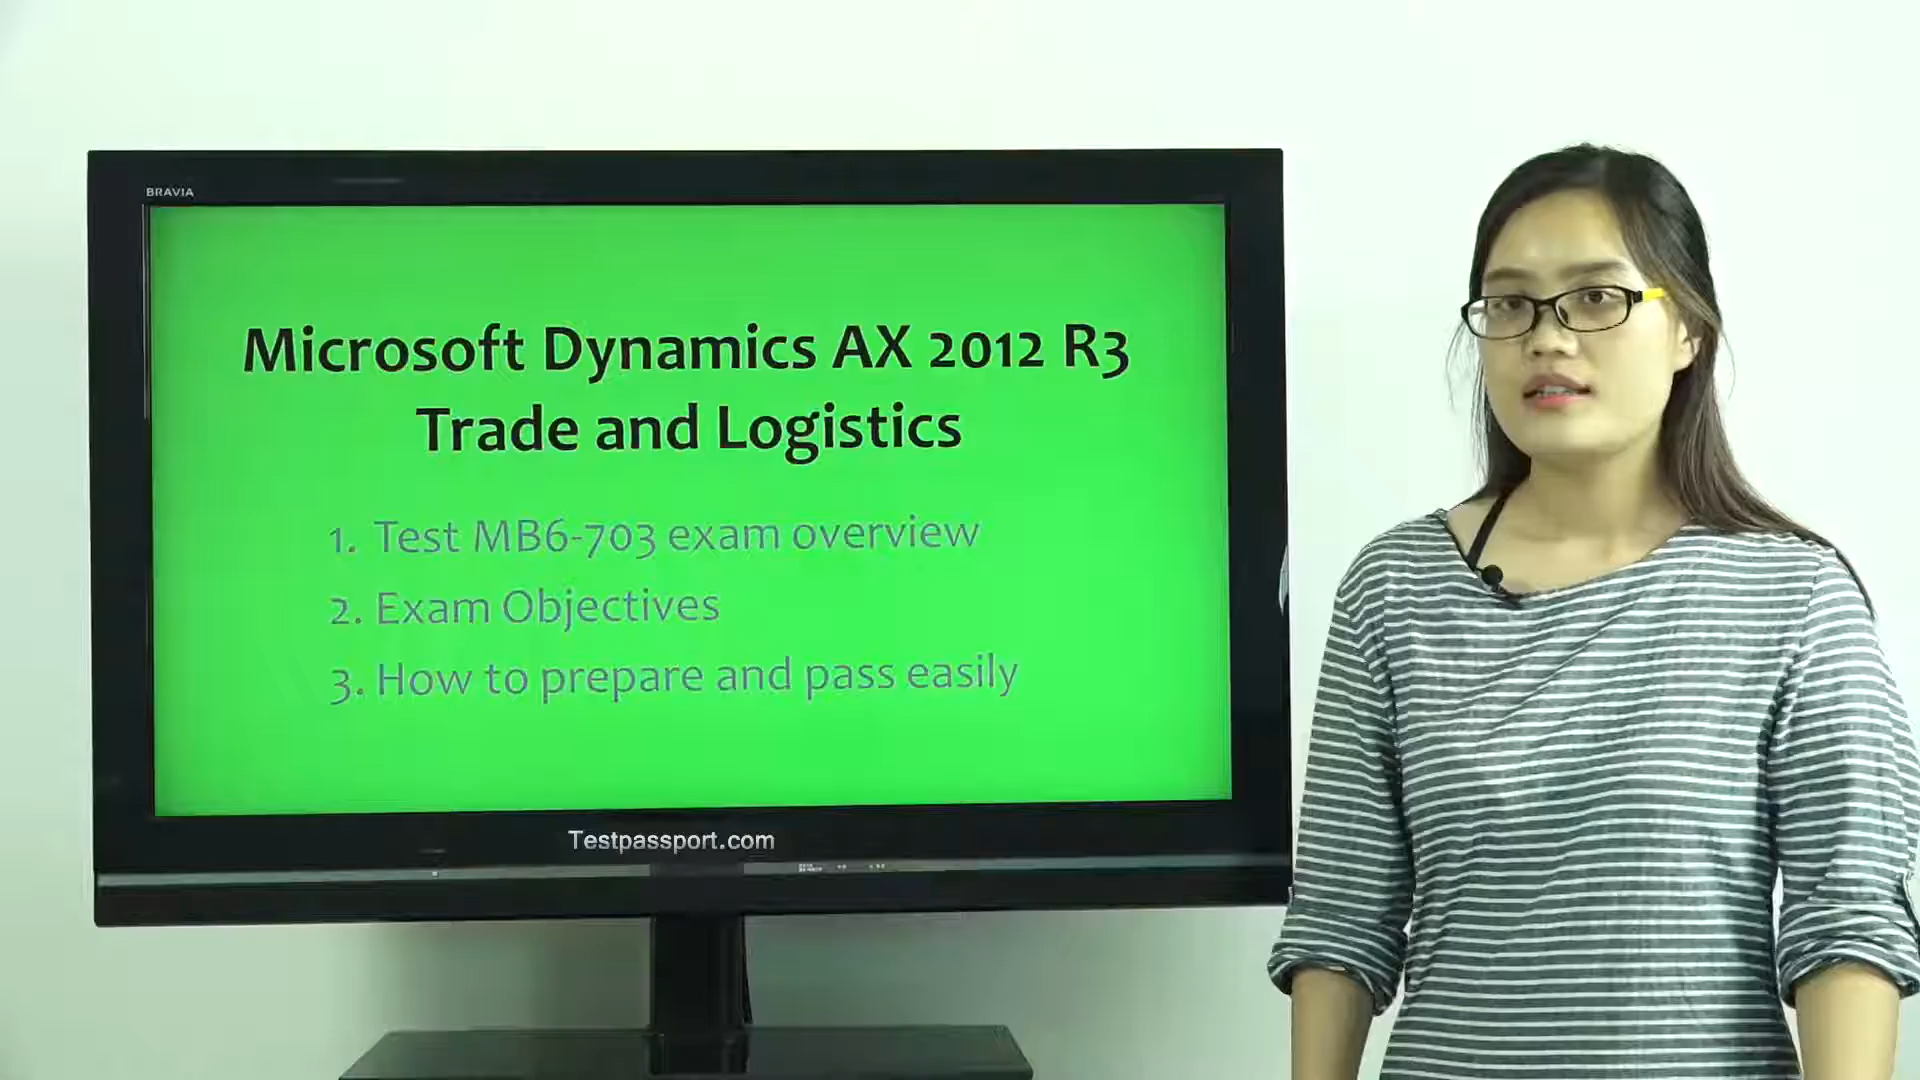 BRAVIA
Microsoft Dynamics AX 2012 R3
Trade and Logistics
1. Test MB6-703 exam overview
2. Exam Objectives
3. How to prepare and pass easily
Testpassport.com